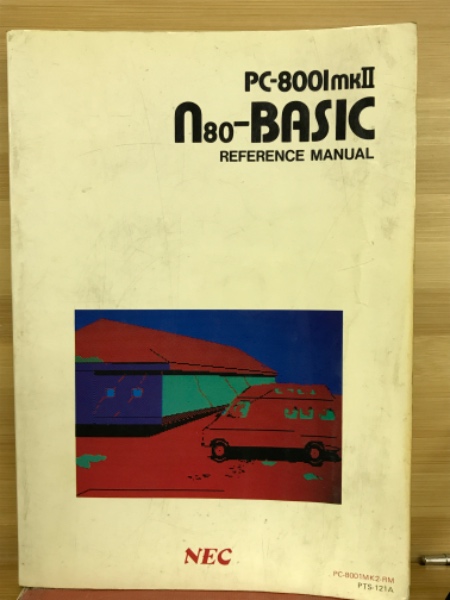 PC-8001mkII
N80-BASIC
REFERENCE MANUAL
NEC
PC-8001MK2-RM
PTS-121A